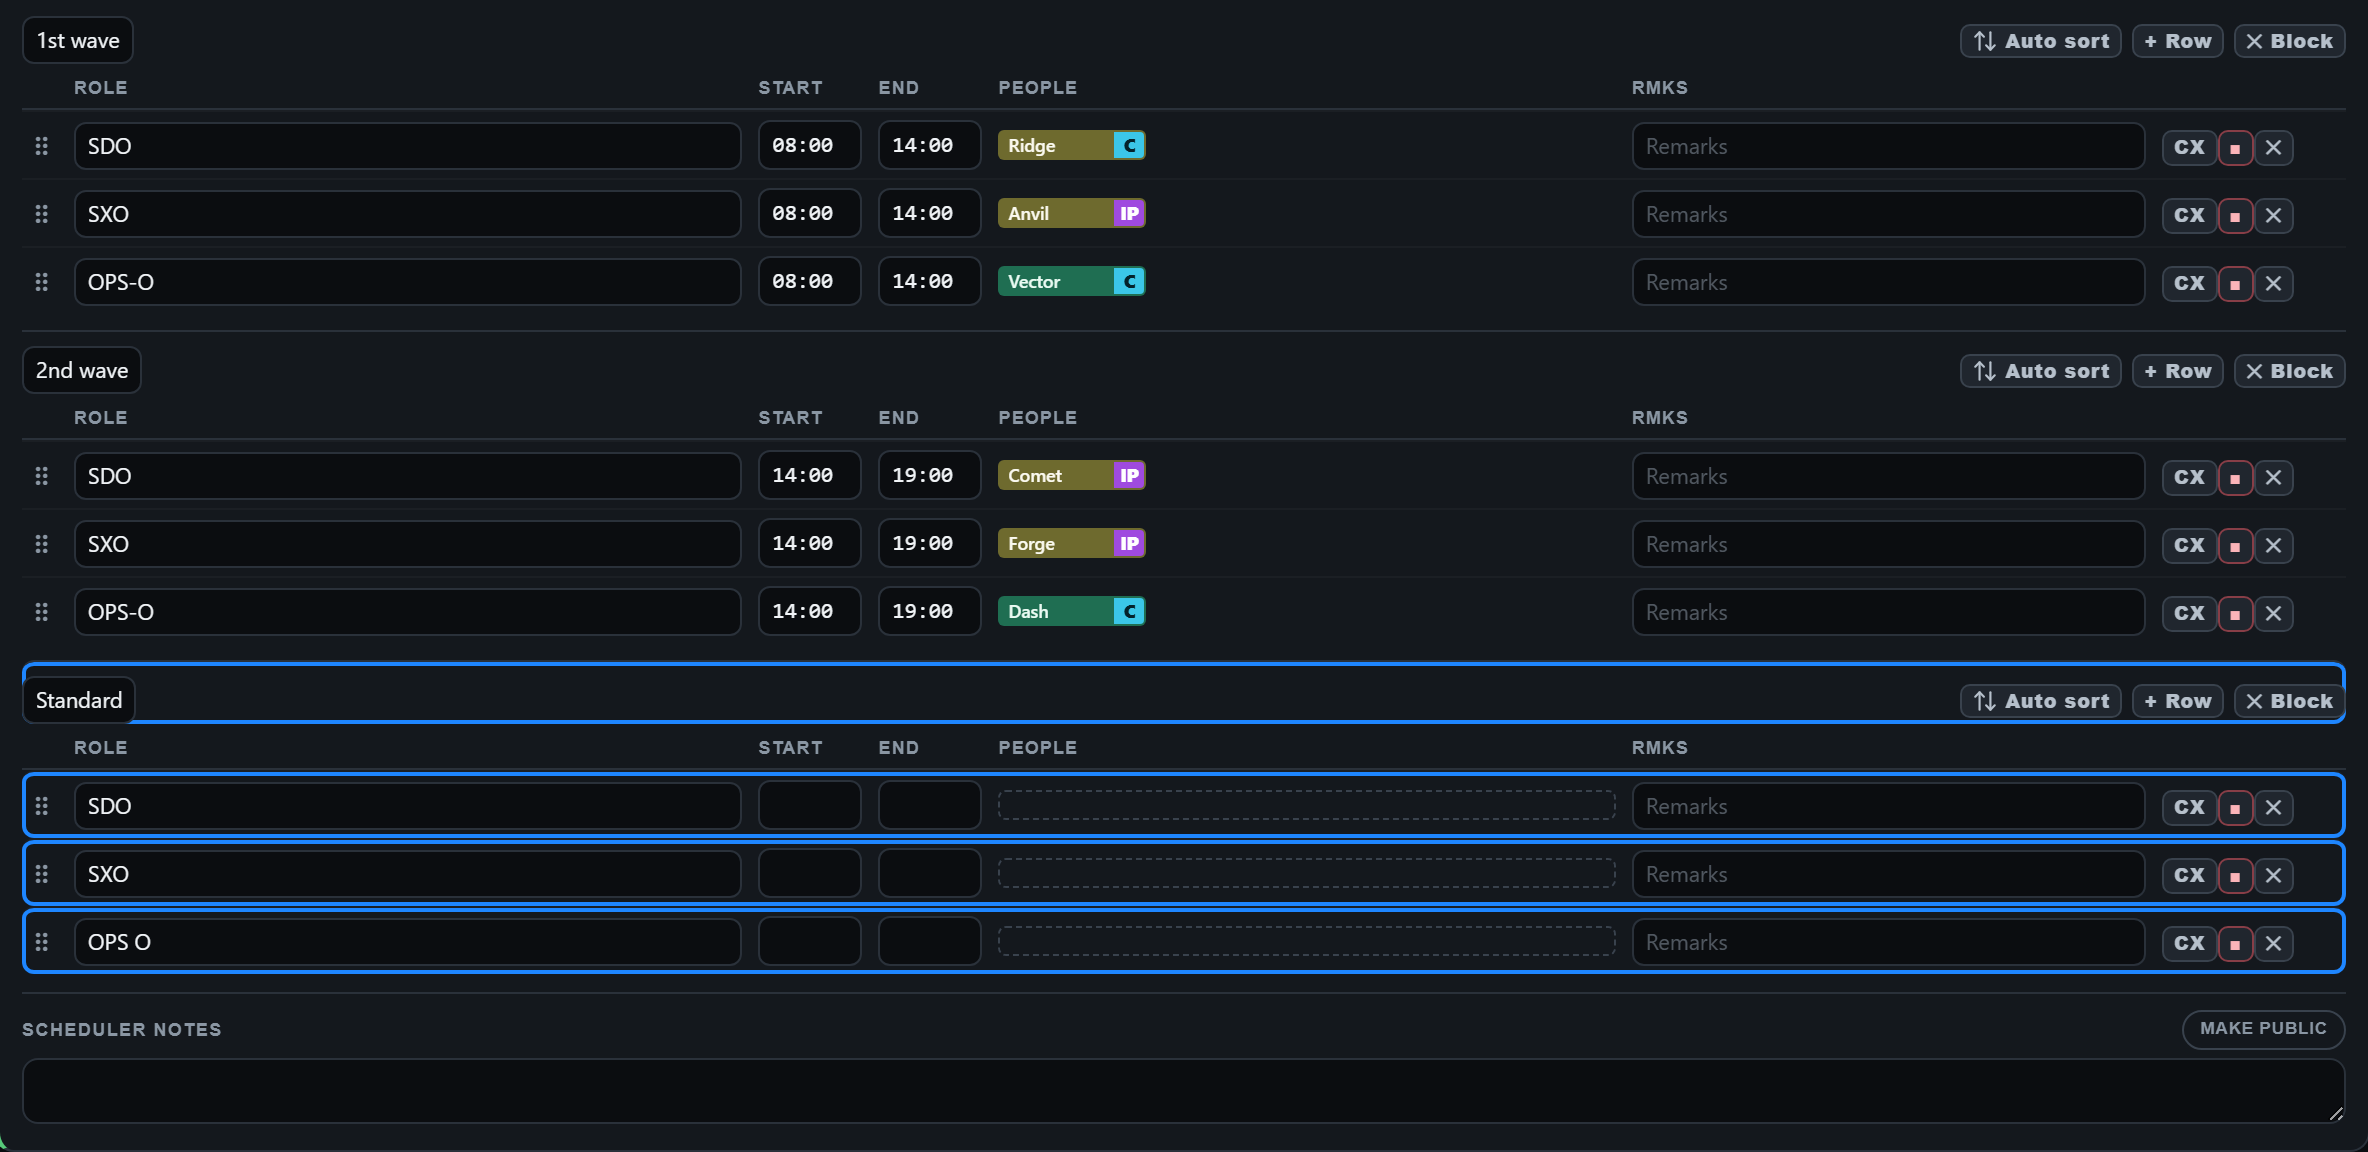 1st wave
Auto sort + Row × Block
ROLE START END PEOPLE RMKS
SDO 08:00 14:00 Ridge C Remarks CX ×
SXO 08:00 14:00 Anvil IP Remarks CX ×
OPS-O 08:00 14:00 Vector C Remarks CX ×
2nd wave
Auto sort + Row × Block
ROLE START END PEOPLE RMKS
SDO 14:00 19:00 Comet IP Remarks CX ×
SXO 14:00 19:00 Forge IP Remarks CX ×
OPS-O 14:00 19:00 Dash C Remarks CX ×
Standard
Auto sort + Row × Block
ROLE START END PEOPLE RMKS
SDO Remarks CX ×
SXO Remarks CX ×
OPS O Remarks CX ×
SCHEDULER NOTES MAKE PUBLIC